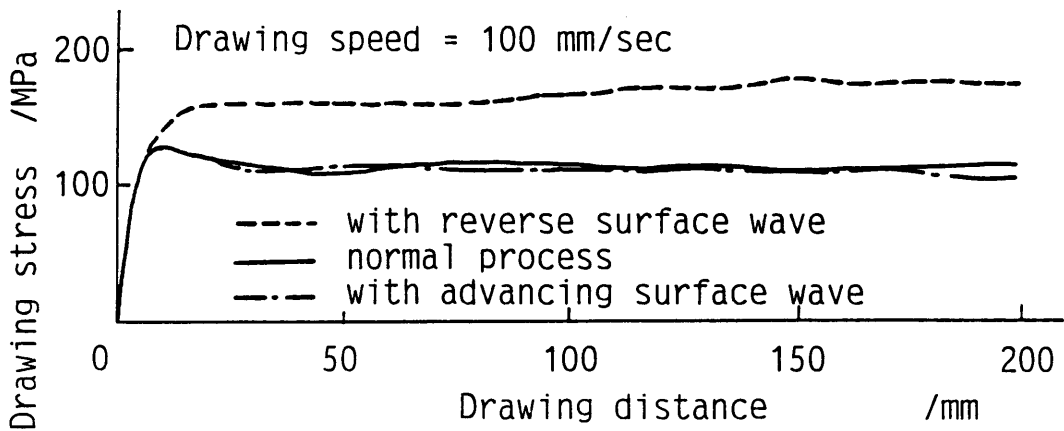 Drawing stress /MPa
200
100
Drawing speed = 100 mm/sec
with reverse surface wave
normal process
with advancing surface wave
0 50 100 150 200
Drawing distance /mm